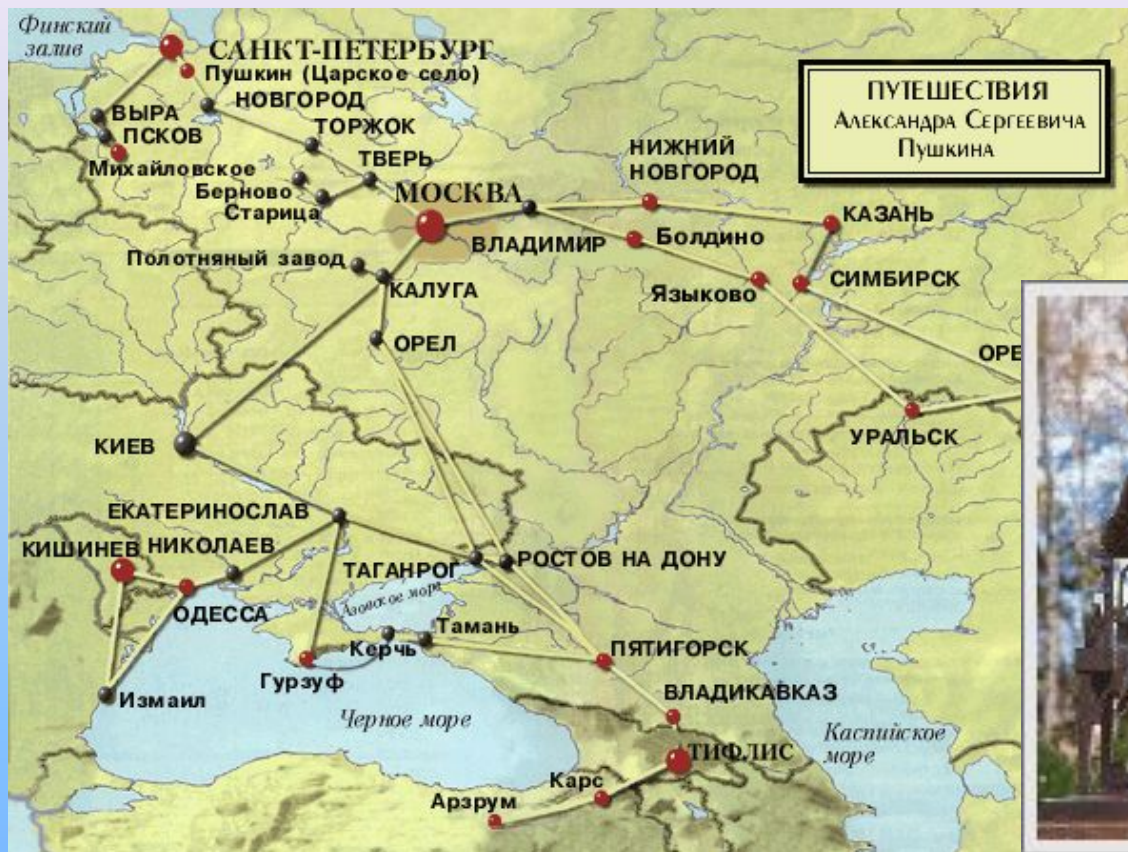 Финский
залив
САНКТ-ПЕТЕРБУРГ
Пушкин (Царское село)
НОВГОРОД
ВЫРА
ПСКОВ
ТОРЖОК
Михайловское
ТВЕРЬ
Берново
Старица
МОСКВА
ПУТЕШЕСТВИЯ
Александра Сергеевича
Пушкина
НИЖНИЙ
НОВГОРОД
КАЗАНЬ
ВЛАДИМИР
Болдино
Полотняный завод
КАЛУГА
Языково
СИМБИРСК
ОРЕЛ
ОРЕ
УРАЛЬСК
КИЕВ
ЕКАТЕРИНОСЛАВ
КИШИНЕВ
НИКОЛАЕВ
ТАГАНРОГ
РОСТОВ НА ДОНУ
ОДЕССА
Азовское море
Тамань
Керчь
ПЯТИГОРСК
Гурзуф
Измаил
ВЛАДИКАВКАЗ
Черное море
Каспийское
море
ТИФЛИС
Карс
Арзрум